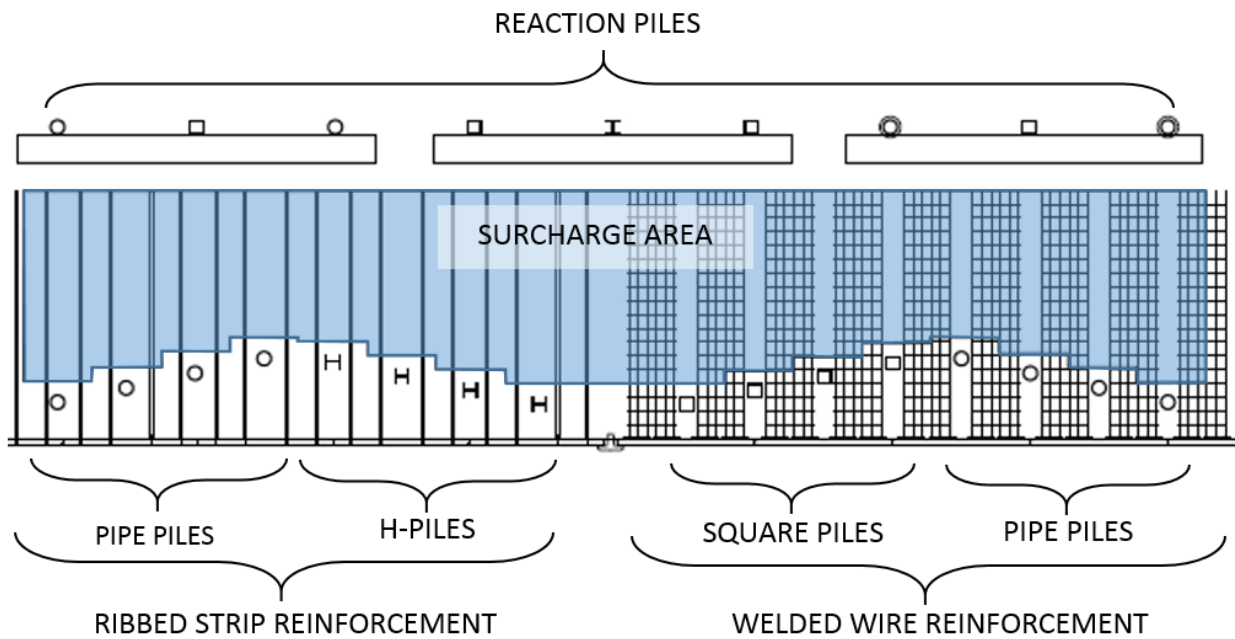 REACTION PILES
SURCHARGE AREA
PIPE PILES
H-PILES
SQUARE PILES
PIPE PILES
RIBBED STRIP REINFORCEMENT
WELDED WIRE REINFORCEMENT